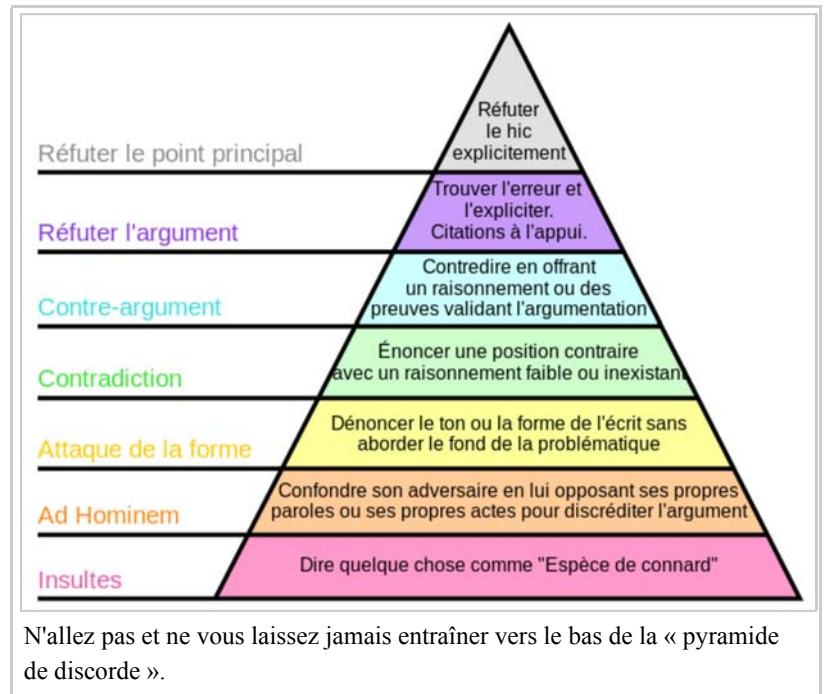 Réfuter
le hic
explicitement
Réfuter le point principal
Trouver l'erreur et
l'expliciter.
Citations à l'appui.
Réfuter l'argument
Contredire en offrant
un raisonnement ou des
preuves validant l'argumentation
Contre-argument
Énoncer une position contraire
avec un raisonnement faible ou inexistant
Contradiction
Dénoncer le ton ou la forme de l'écrit sans
aborder le fond de la problématique
Attaque de la forme
Confondre son adversaire en lui opposant ses propres
paroles ou ses propres actes pour discréditer l'argument
Ad Hominem
Dire quelque chose comme "Espèce de connard"
Insultes
N'allez pas et ne vous laissez jamais entraîner vers le bas de la « pyramide
de discorde ».